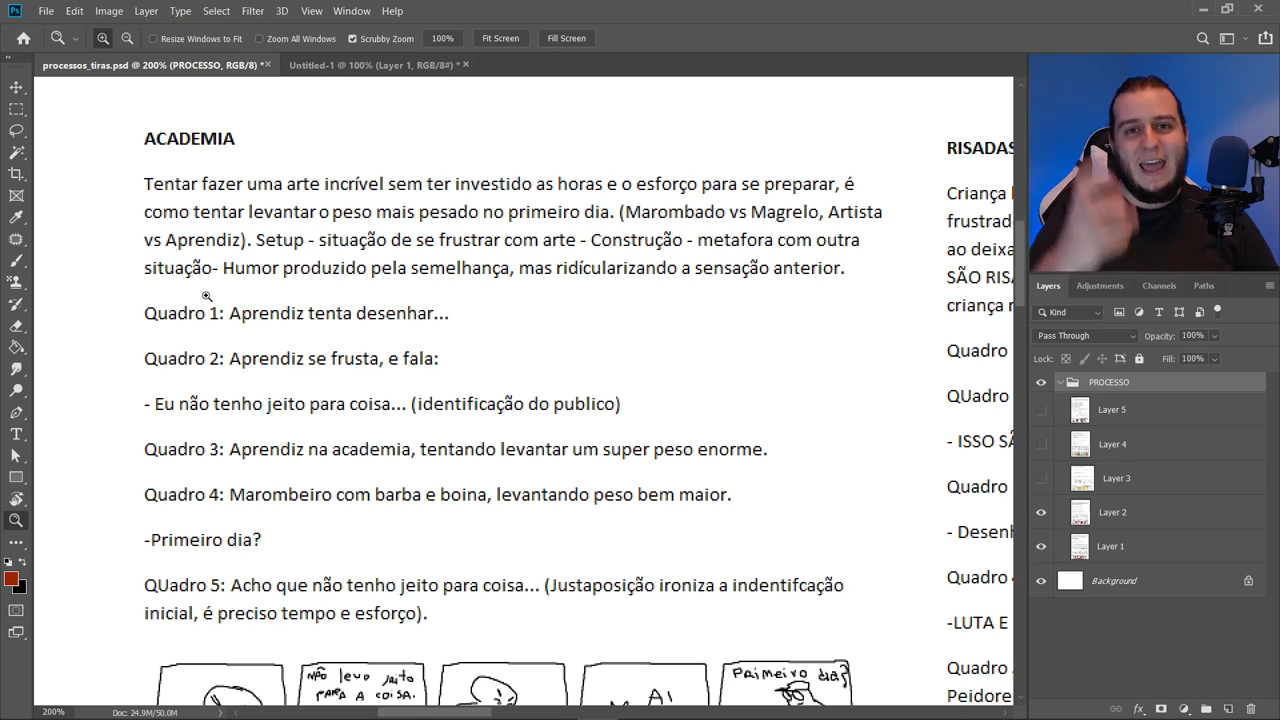 File Edit Image Layer Type Select Filter 3D View Window Help
Resize Windows to Fit Zoom All Windows Scrubby Zoom 100% Fit Screen Fill Screen
processos_tiras.psd @ 200% (PROCESSO, RGB/8) * Untitled-1 @ 100% (Layer 1, RGB/8#) *
ACADEMIA
Tentar fazer uma arte incrível sem ter investido as horas e o esforço para se preparar, é
como tentar levantar o peso mais pesado no primeiro dia. (Marombado vs Magrelo, Artista
vs Aprendiz). Setup - situação de se frustrar com arte - Construção - metafora com outra
situação- Humor produzido pela semelhança, mas ridícularizando a sensação anterior.
Quadro 1: Aprendiz tenta desenhar...
Quadro 2: Aprendiz se frusta, e fala:
- Eu não tenho jeito para coisa... (identificação do publico)
Quadro 3: Aprendiz na academia, tentando levantar um super peso enorme.
Quadro 4: Marombeiro com barba e boina, levantando peso bem maior.
-Primeiro dia?
QUadro 5: Acho que não tenho jeito para coisa... (Justaposição ironiza a indentifcação
inicial, é preciso tempo e esforço).
NÃO levo jeito
PARA A COISA.
AI
PRIMEIRO dia?
RISADAS
Criança
frustrad
ao deixa
SÃO RISA
criança
Quadro
QUadro
- ISSO SÃ
Quadro
- Desenh
Quadro
-LUTA E
Quadro
Peidore
Layers Adjustments Channels Paths
Kind
Pass Through Opacity: 100%
Lock: Fill: 100%
PROCESSO
Layer 5
Layer 4
Layer 3
Layer 2
Layer 1
Background
200% Doc: 24.9M/50.0M